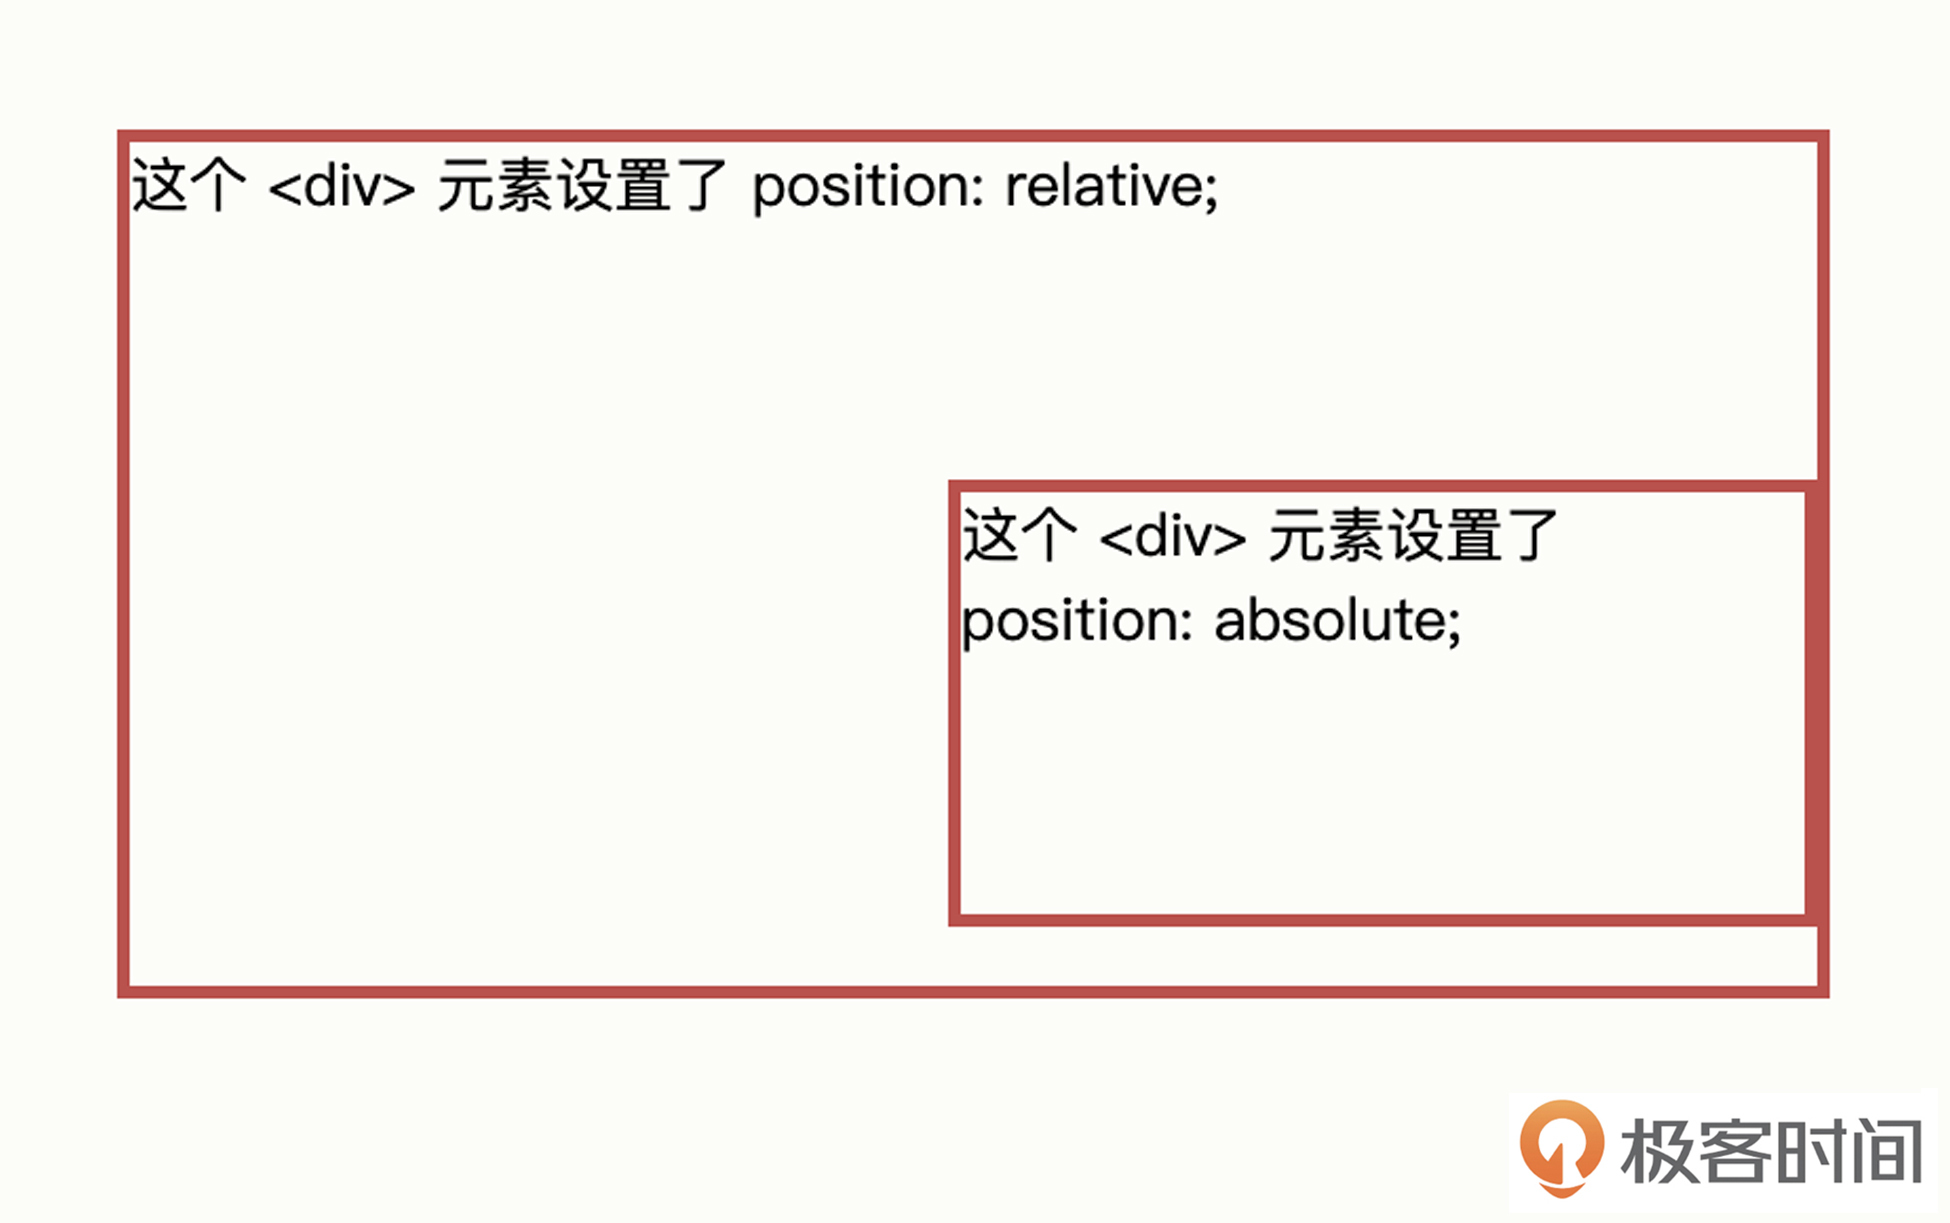 这个 <div> 元素设置了 position: relative;
这个 <div> 元素设置了
position: absolute;
极客时间